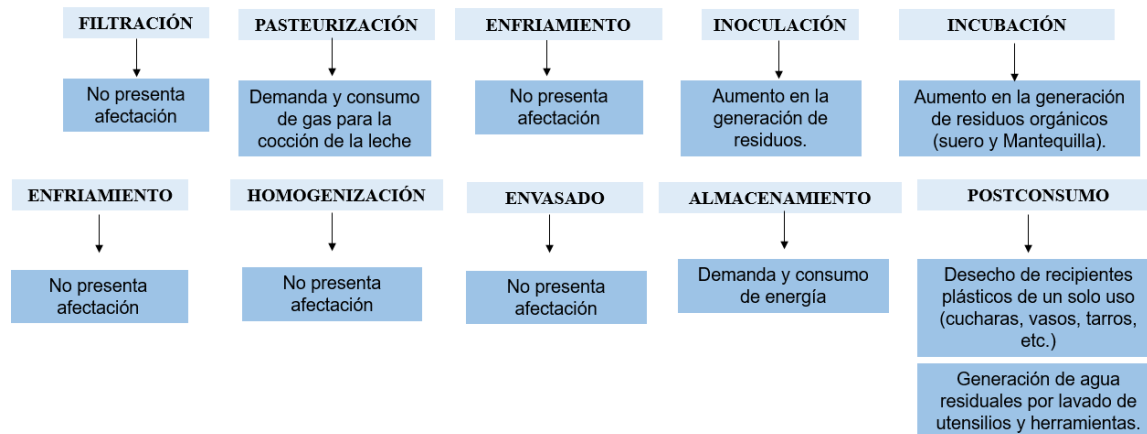 FILTRACIÓN
No presenta
afectación
PASTEURIZACIÓN
Demanda y consumo
de gas para la
cocción de la leche
ENFRIAMIENTO
No presenta
afectación
INOCULACIÓN
Aumento en la
generación de
residuos.
INCUBACIÓN
Aumento en la generación
de residuos orgánicos
(suero y Mantequilla).
ENFRIAMIENTO
No presenta
afectación
HOMOGENIZACIÓN
No presenta
afectación
ENVASADO
No presenta
afectación
ALMACENAMIENTO
Demanda y consumo
de energía
POSTCONSUMO
Desecho de recipientes
plásticos de un solo uso
(cucharas, vasos, tarros,
etc.)
Generación de agua
residuales por lavado de
utensilios y herramientas.